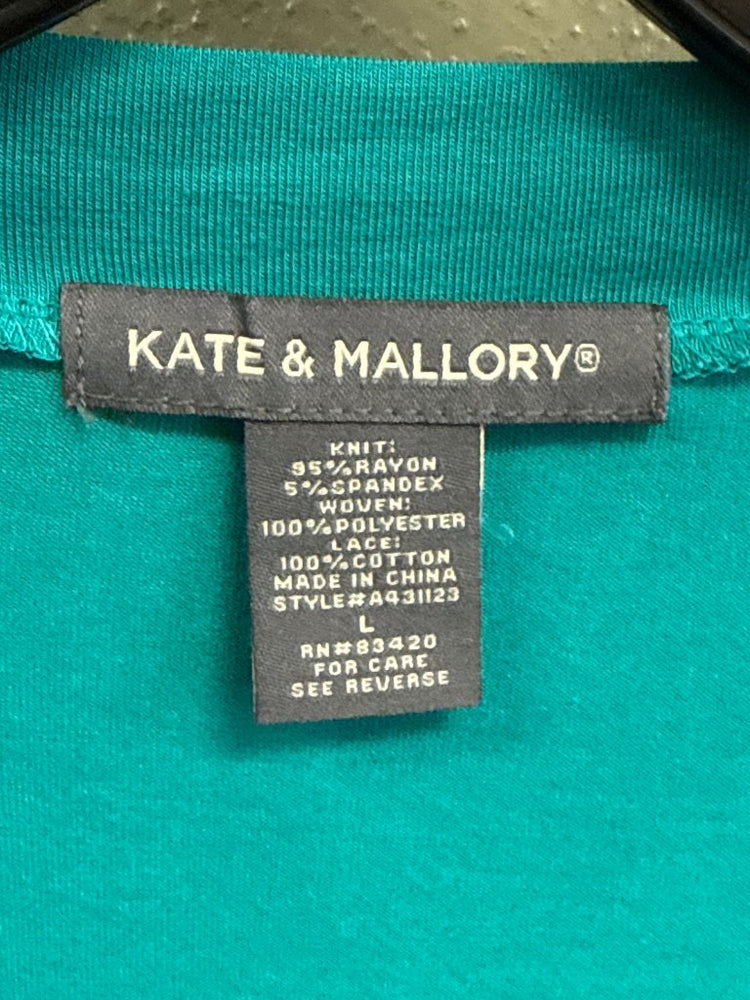 KATE & MALLORY®
KNIT:
95%RAYON
5%SPANDEX
WOVEN:
100%POLYESTER
LACE:
100%COTTON
MADE IN CHINA
STYLE#A431123
L
RN#83420
FOR CARE
SEE REVERSE